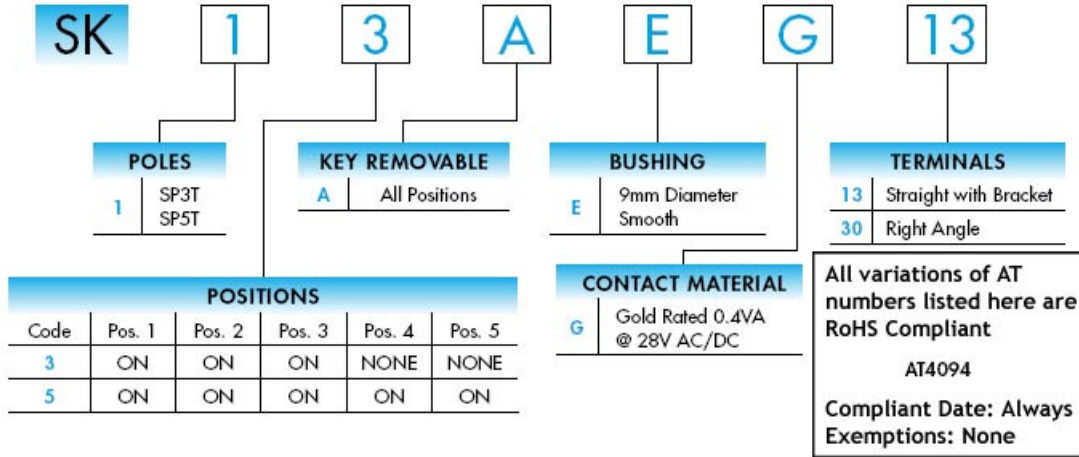 SK 1 3 A E G 13
POLES
1 SP3T
SP5T
KEY REMOVABLE
A All Positions
BUSHING
E 9mm Diameter
Smooth
TERMINALS
13 Straight with Bracket
30 Right Angle
POSITIONS
Code Pos. 1 Pos. 2 Pos. 3 Pos. 4 Pos. 5
3 ON ON ON NONE NONE
5 ON ON ON ON ON
CONTACT MATERIAL
G Gold Rated 0.4VA
@ 28V AC/DC
All variations of AT
numbers listed here are
RoHS Compliant
AT4094
Compliant Date: Always
Exemptions: None